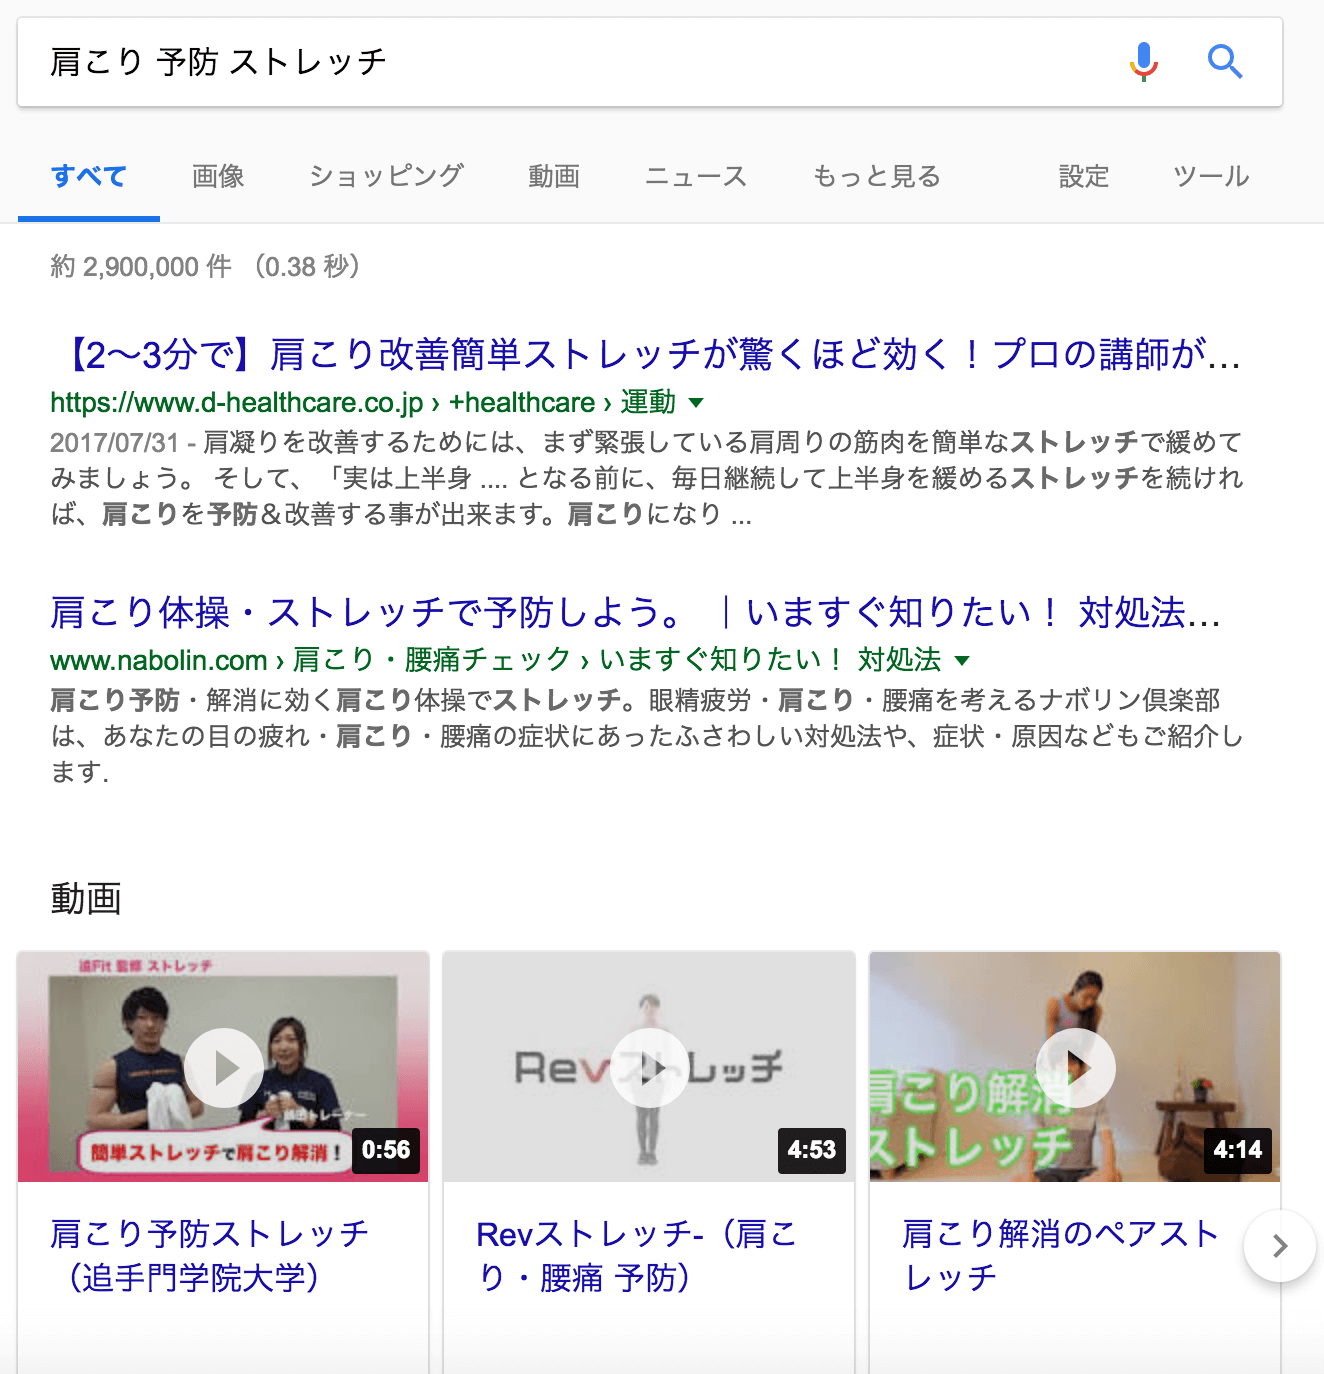 肩こり 予防 ストレッチ
すべて 画像 ショッピング 動画 ニュース もっと見る 設定 ツール
約 2,900,000 件 （0.38 秒）
【2～3分で】肩こり改善簡単ストレッチが驚くほど効く！プロの講師が...
https://www.d-healthcare.co.jp › +healthcare › 運動
2017/07/31 - 肩凝りを改善するためには、まず緊張している肩周りの筋肉を簡単なストレッチで緩めて
みましょう。 そして、「実は上半身 .... となる前に、毎日継続して上半身を緩めるストレッチを続けれ
ば、肩こりを予防＆改善する事が出来ます。肩こりになり ...
肩こり体操・ストレッチで予防しよう。｜いますぐ知りたい！ 対処法...
www.nabolin.com › 肩こり・腰痛チェック › いますぐ知りたい！ 対処法
肩こり予防・解消に効く肩こり体操でストレッチ。眼精疲労・肩こり・腰痛を考えるナボリン倶楽部
は、あなたの目の疲れ・肩こり・腰痛の症状にあったふさわしい対処法や、症状・原因などもご紹介し
ます.
動画
追Fit 監修 ストレッチ
トレーナー
簡単ストレッチで肩こり解消！
0:56
Revストレッチ
4:53
肩こり解消
ストレッチ
4:14
肩こり予防ストレッチ
（追手門学院大学）
Revストレッチ-（肩こ
り・腰痛 予防）
肩こり解消のペアスト
レッチ